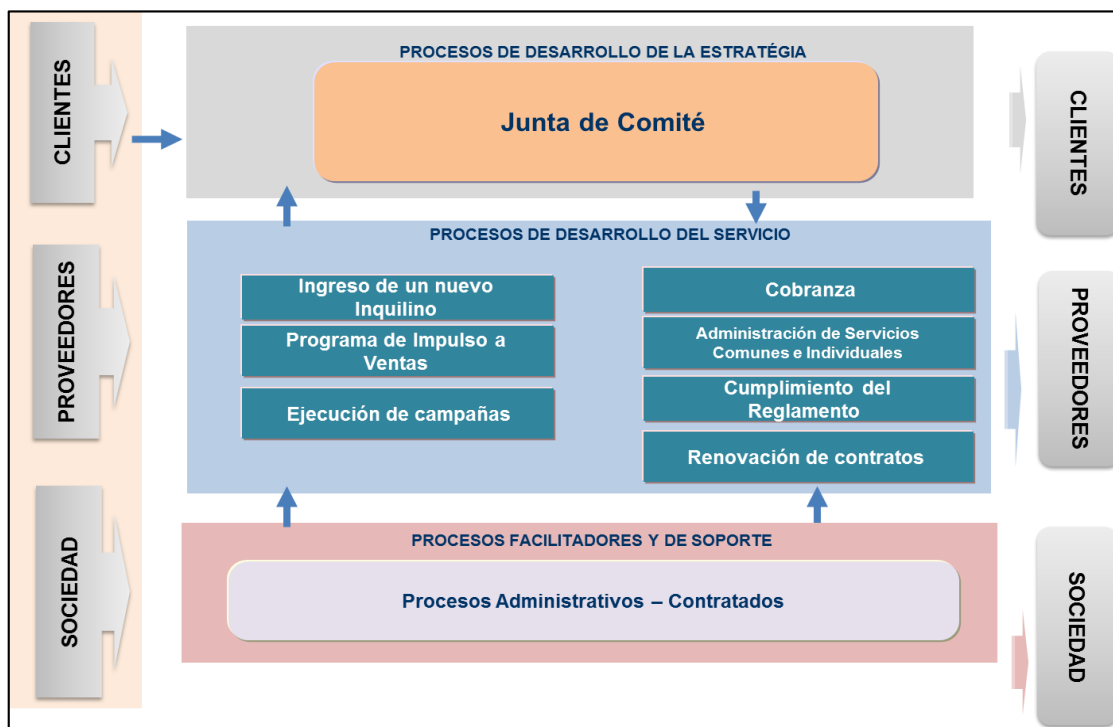 CLIENTES
PROVEEDORES
SOCIEDAD
PROCESOS DE DESARROLLO DE LA ESTRATÉGIA
Junta de Comité
PROCESOS DE DESARROLLO DEL SERVICIO
Ingreso de un nuevo
Inquilino
Programa de Impulso a
Ventas
Ejecución de campañas
Cobranza
Administración de Servicios
Comunes e Individuales
Cumplimiento del
Reglamento
Renovación de contratos
PROCESOS FACILITADORES Y DE SOPORTE
Procesos Administrativos – Contratados
CLIENTES
PROVEEDORES
SOCIEDAD